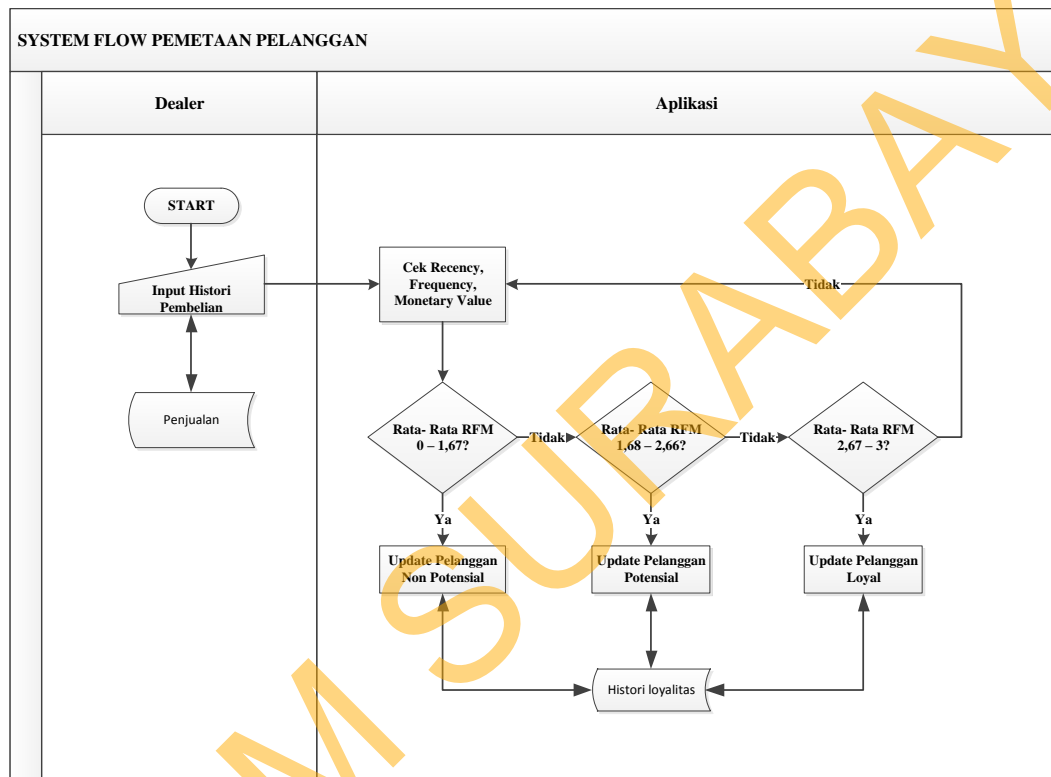 SYSTEM FLOW PEMETAAN PELANGGAN
Dealer
Aplikasi
START
Input Histori
Pembelian
Penjualan
Cek Recency,
Frequency,
Monetary Value
Tidak
Rata- Rata RFM
0 – 1,67?
Tidak
Rata- Rata RFM
1,68 – 2,66?
Tidak
Rata- Rata RFM
2,67 – 3?
Ya
Ya
Ya
Update Pelanggan
Non Potensial
Update Pelanggan
Potensial
Update Pelanggan
Loyal
Histori loyalitas
M SURABAY